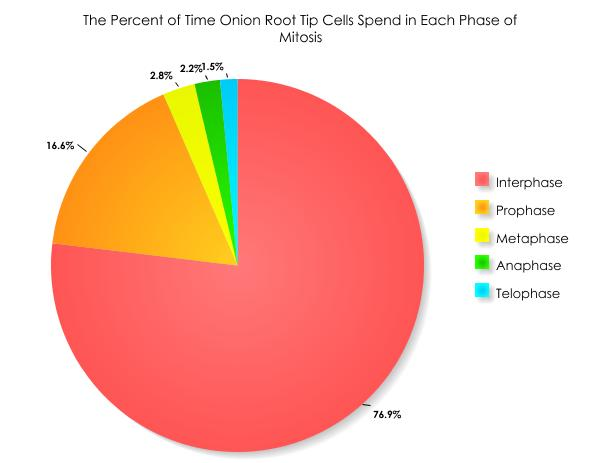 The Percent of Time Onion Root Tip Cells Spend in Each Phase of
Mitosis
2.8%
2.2%
1.5%
16.6%
76.9%
Interphase
Prophase
Metaphase
Anaphase
Telophase